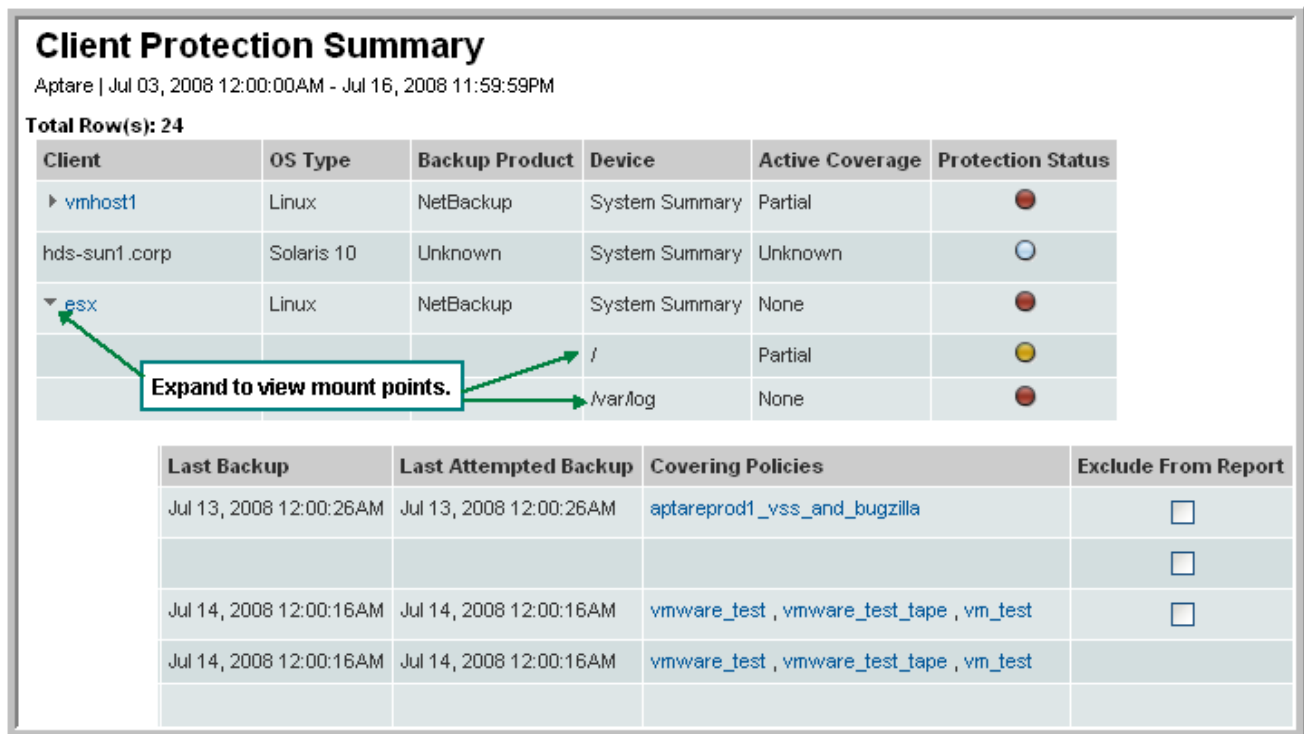 Client Protection Summary
Aptare | Jul 03, 2008 12:00:00AM - Jul 16, 2008 11:59:59PM
Total Row(s): 24
Client OS Type Backup Product Device Active Coverage Protection Status
vmhost1 Linux NetBackup System Summary Partial
hds-sun1.corp Solaris 10 Unknown System Summary Unknown
esx Linux NetBackup System Summary None
/ Partial
Expand to view mount points.
/var/log None
Last Backup Last Attempted Backup Covering Policies Exclude From Report
Jul 13, 2008 12:00:26AM Jul 13, 2008 12:00:26AM aptareprod1_vss_and_bugzilla
Jul 14, 2008 12:00:16AM Jul 14, 2008 12:00:16AM vmware_test , vmware_test_tape , vm_test
Jul 14, 2008 12:00:16AM Jul 14, 2008 12:00:16AM vmware_test , vmware_test_tape , vm_test